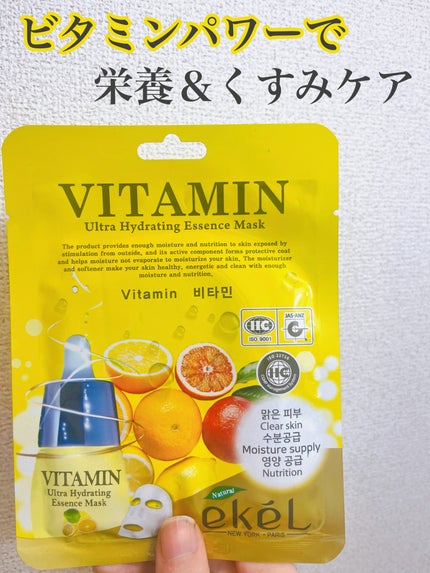 ビタミンパワーで
栄養＆くすみケア
VITAMIN
Ultra Hydrating Essence Mask
The product provides enough moisture and nutrition to skin exposed by
stimulation from outside, and its active component forms protective coat
and helps moisture not evaporate to moisturize your skin. The moisturizer
and softener make your skin healthy, energetic and clean with enough
moisture and nutrition.
Vitamin 비타민
IIC
ISO 9001
JAS-ANZ
C
ISO 22716
맑은 피부
Clear skin
수분공급
Moisture supply
영양 공급
Nutrition
VITAMIN
Ultra Hydrating
Essence Mask
Natural
ekeL
NEW YORK - PARIS